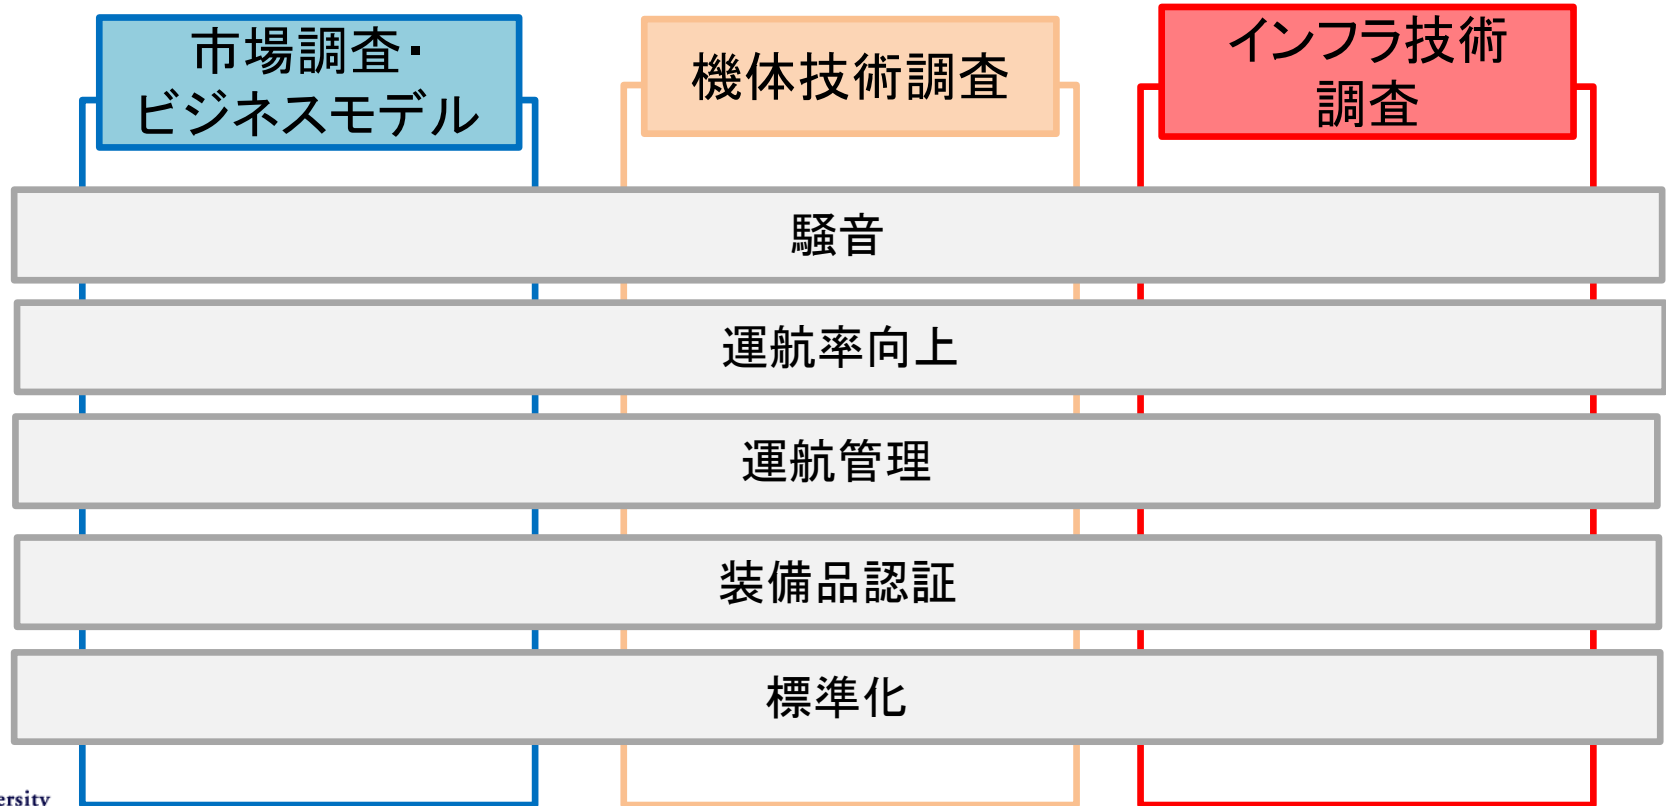 市場調査・
ビジネスモデル
機体技術調査
インフラ技術
調査
騒音
運航率向上
運航管理
装備品認証
標準化